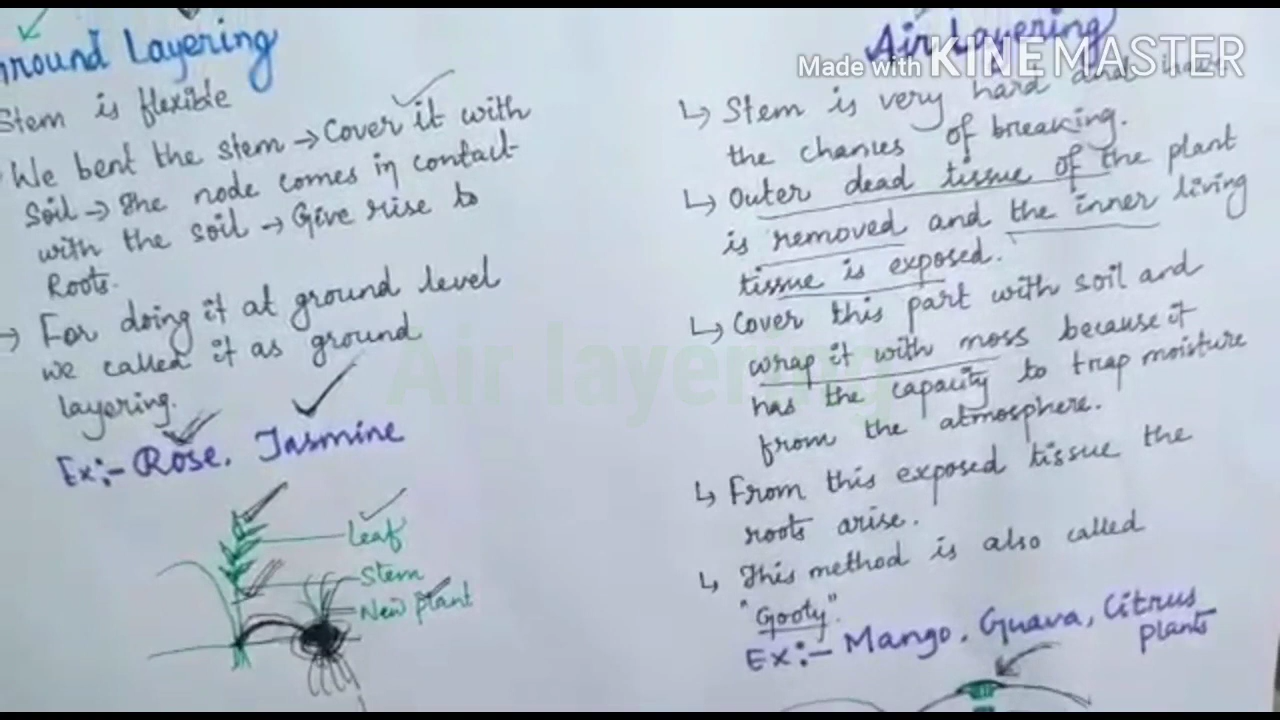 Ground Layering
Stem is flexible
We bent the stem → Cover it with
Soil → The node comes in contact
with the soil → Give rise to
Roots.
→ For doing it at ground level
we called it as ground
layering.
Ex:- Rose, Jasmine
Leaf
Stem
New plant
Air Layering
Made with KINEMASTER
↳ Stem is very hard and have
the chances of breaking.
↳ Outer dead tissue of the plant
is removed and the inner living
tissue is exposed.
↳ Cover this part with soil and
wrap it with moss because it
has the capacity to trap moisture
from the atmosphere.
↳ From this exposed tissue the
roots arise.
↳ This method is also called
"Gooty".
Ex:- Mango, Guava, Citrus
plants
Air layering